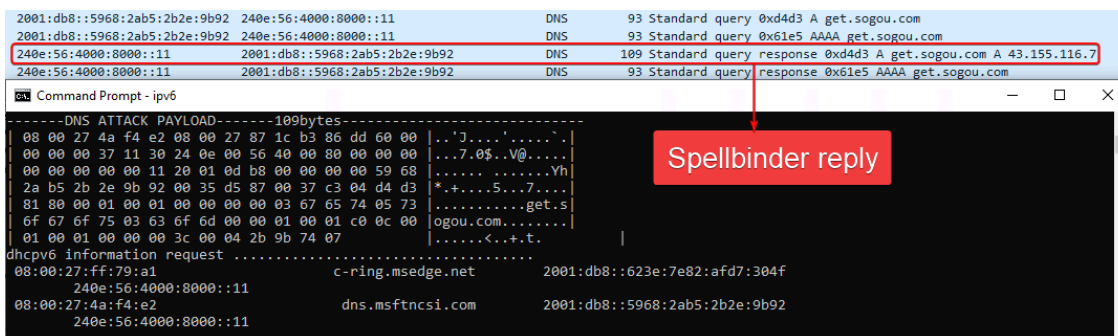 2001:db8::5968:2ab5:2b2e:9b92 240e:56:4000:8000::11 DNS 93 Standard query 0xd4d3 A get.sogou.com
2001:db8::5968:2ab5:2b2e:9b92 240e:56:4000:8000::11 DNS 93 Standard query 0x61e5 AAAA get.sogou.com
240e:56:4000:8000::11 2001:db8::5968:2ab5:2b2e:9b92 DNS 109 Standard query response 0xd4d3 A get.sogou.com A 43.155.116.7
240e:56:4000:8000::11 2001:db8::5968:2ab5:2b2e:9b92 DNS 93 Standard query response 0x61e5 AAAA get.sogou.com
Command Prompt - ipv6
-------DNS ATTACK PAYLOAD-------109bytes------------------------------
| 08 00 27 4a f4 e2 08 00 27 87 1c b3 86 dd 60 00 |..'J....'.....`.|
| 00 00 00 37 11 30 24 0e 00 56 40 00 80 00 00 00 |...7.0$..V@.....|
| 00 00 00 00 00 11 20 01 0d b8 00 00 00 00 59 68 |...... .......Yh|
| 2a b5 2b 2e 9b 92 00 35 d5 87 00 37 c3 04 d4 d3 |*.+....5...7....|
| 81 80 00 01 00 01 00 00 00 00 03 67 65 74 05 73 |...........get.s|
| 6f 67 6f 75 03 63 6f 6d 00 00 01 00 01 c0 0c 00 |ogou.com........|
| 01 00 01 00 00 00 3c 00 04 2b 9b 74 07 |......<..+.t. |
Spellbinder reply
dhcpv6 information request ..................................
08:00:27:ff:79:a1 c-ring.msedge.net 2001:db8::623e:7e82:afd7:304f
240e:56:4000:8000::11
08:00:27:4a:f4:e2 dns.msftncsi.com 2001:db8::5968:2ab5:2b2e:9b92
240e:56:4000:8000::11